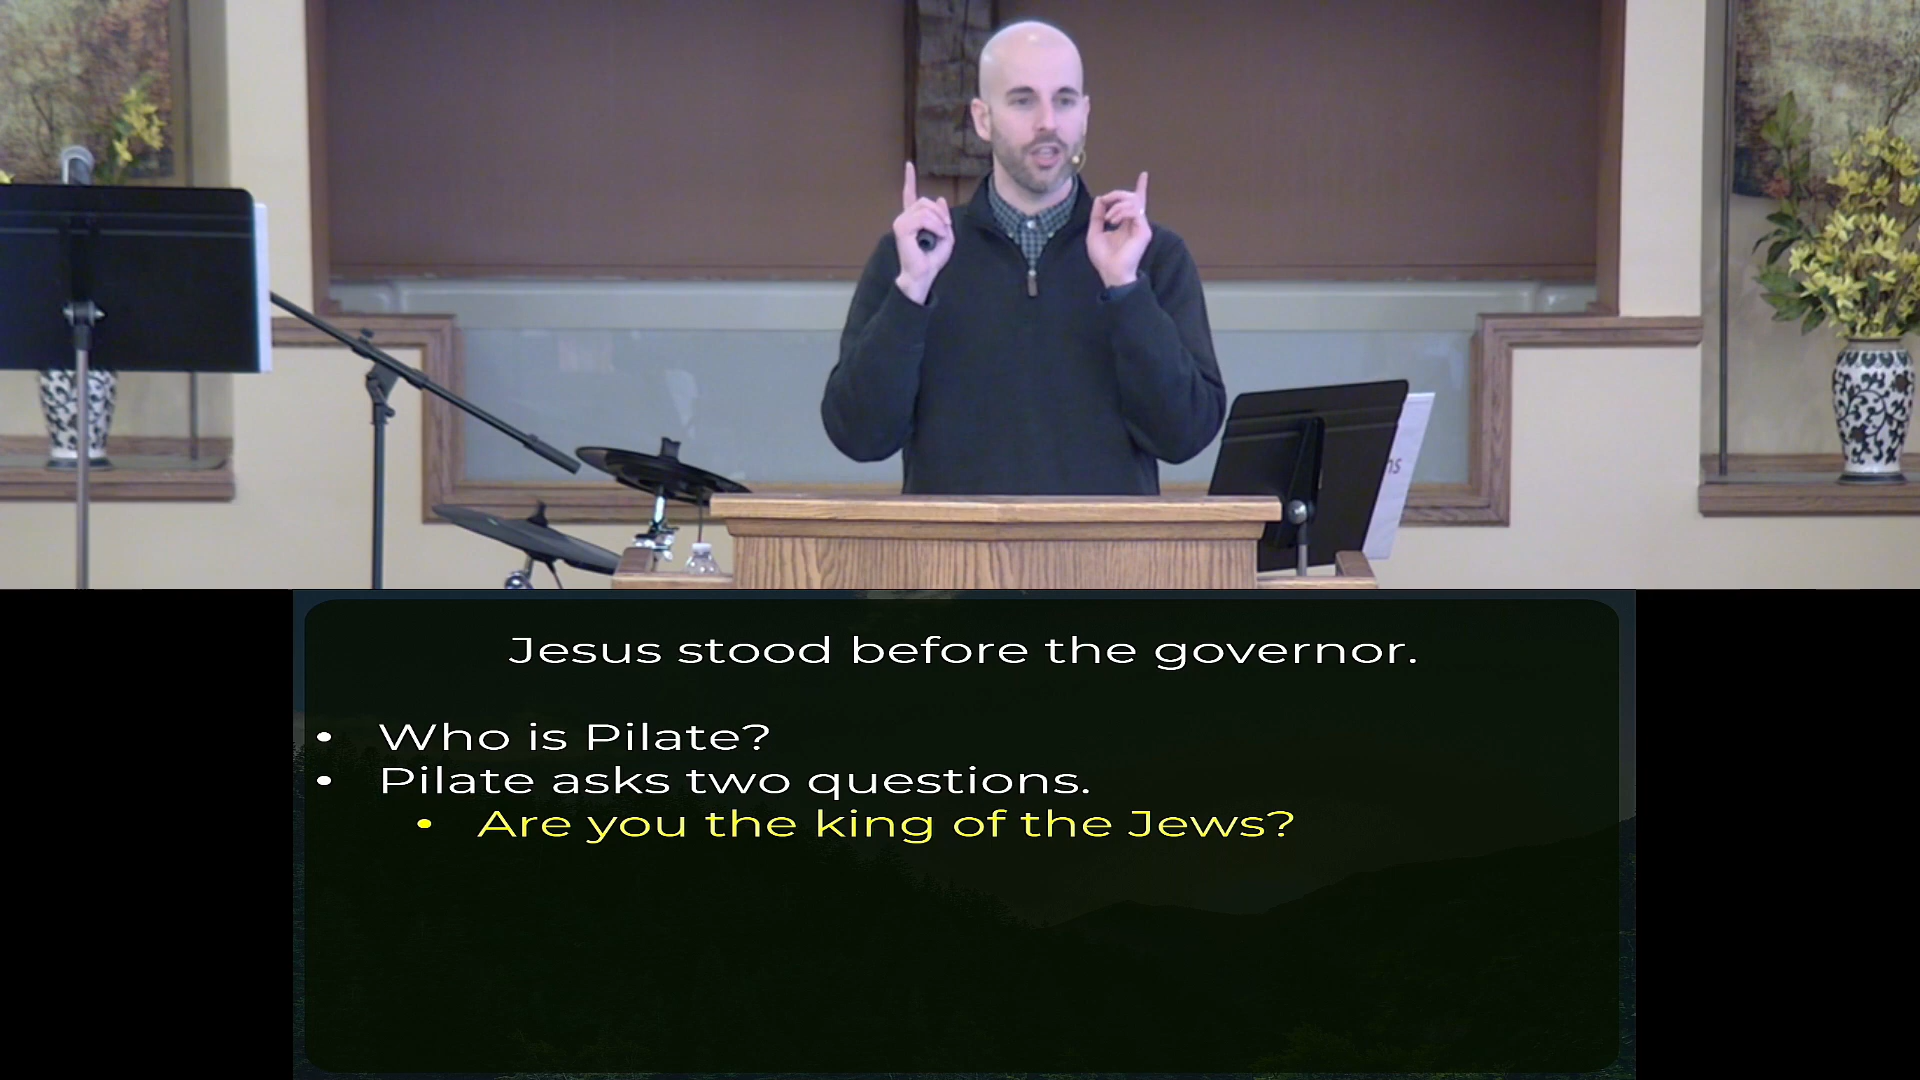 Jesus stood before the governor.
• Who is Pilate?
• Pilate asks two questions.
• Are you the king of the Jews?